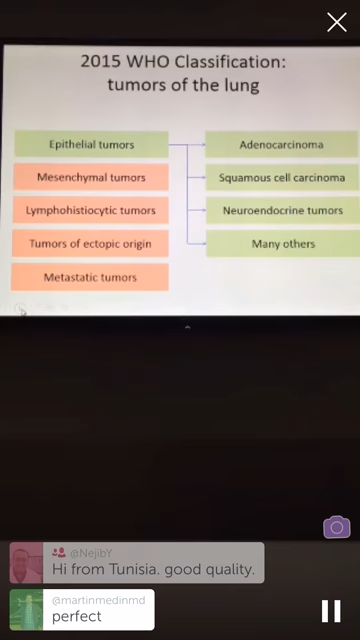 2015 WHO Classification:
tumors of the lung
Epithelial tumors
Adenocarcinoma
Mesenchymal tumors
Squamous cell carcinoma
Lymphohistiocytic tumors
Neuroendocrine tumors
Tumors of ectopic origin
Many others
Metastatic tumors
@NejibY
Hi from Tunisia. good quality.
@martinmedinmd
perfect